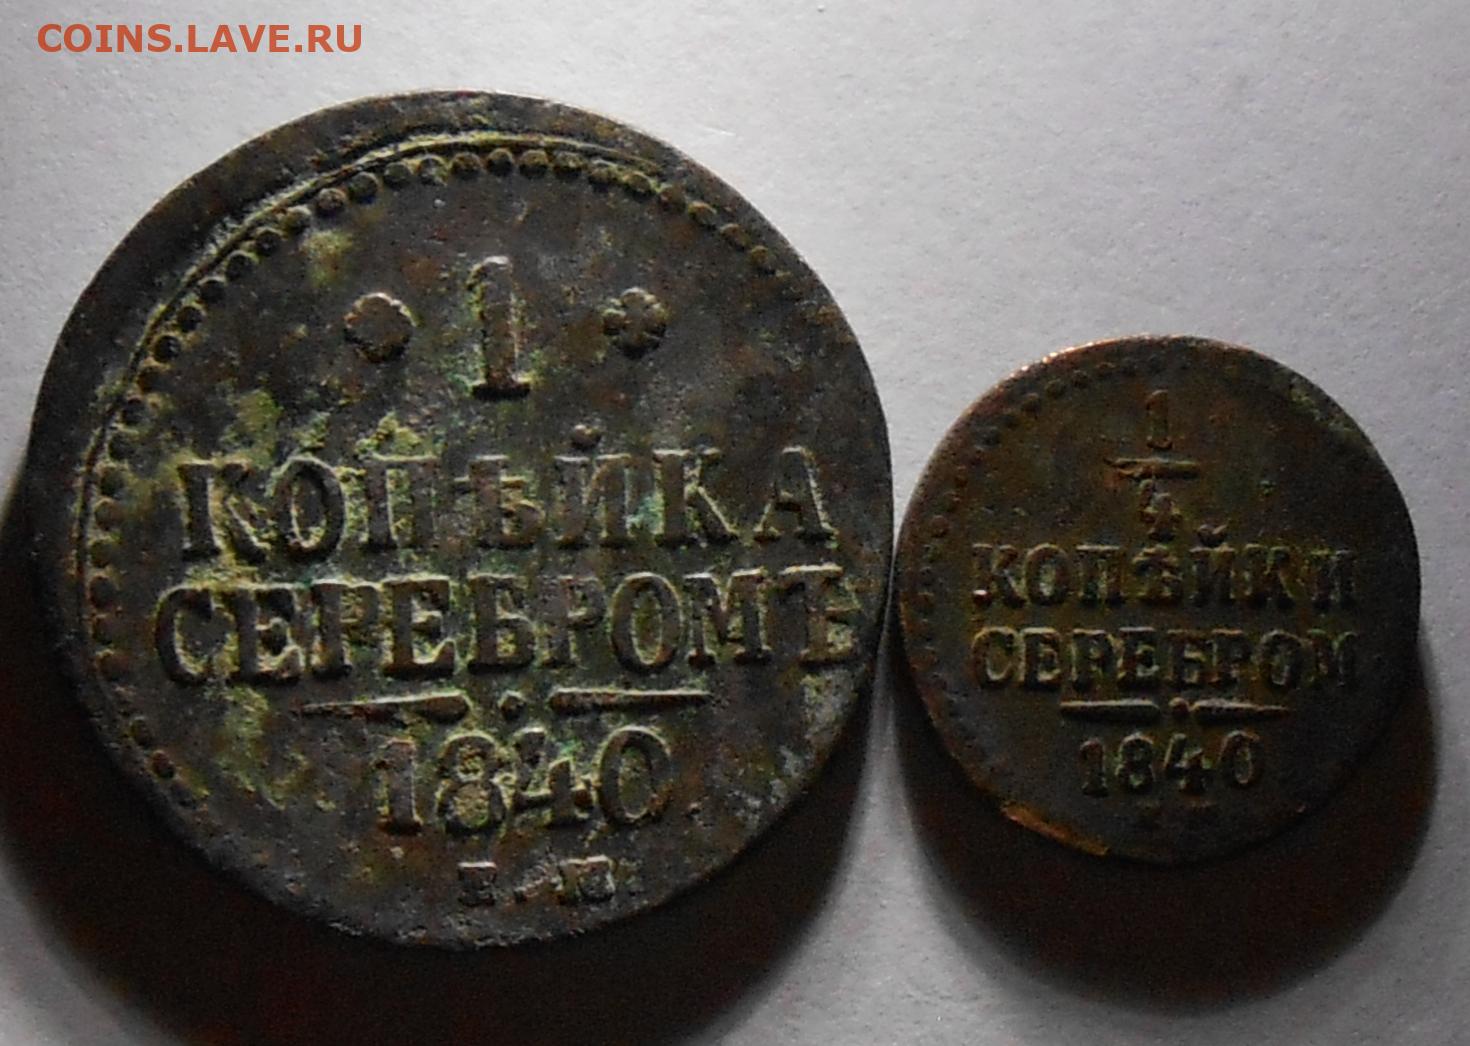 COINS.LAVE.RU
1
КОПѢЙКА
СЕРЕБРОМЪ
1840
1
4
КОПѢЙКИ
СЕРЕБРОМ
1840